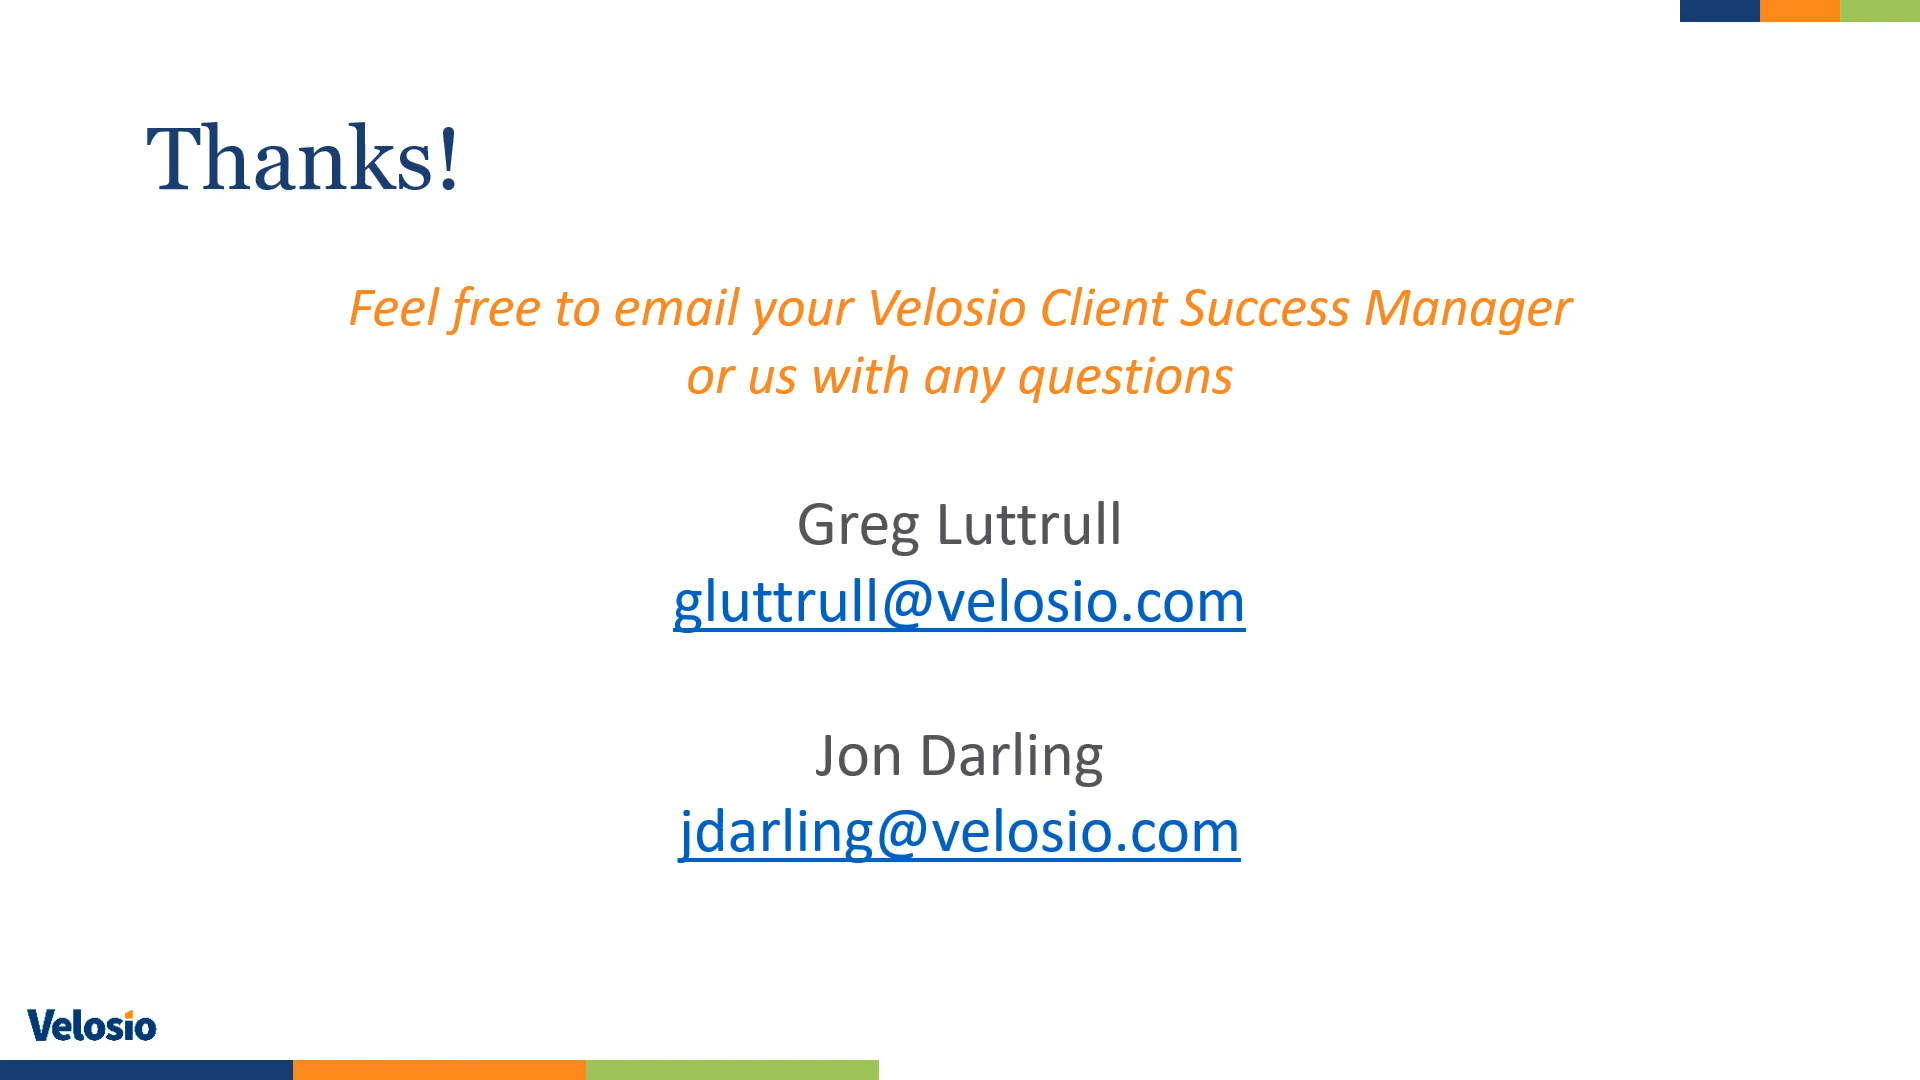 Thanks!
Feel free to email your Velosio Client Success Manager
or us with any questions
Greg Luttrull
gluttrull@velosio.com
Jon Darling
jdarling@velosio.com
Velosio